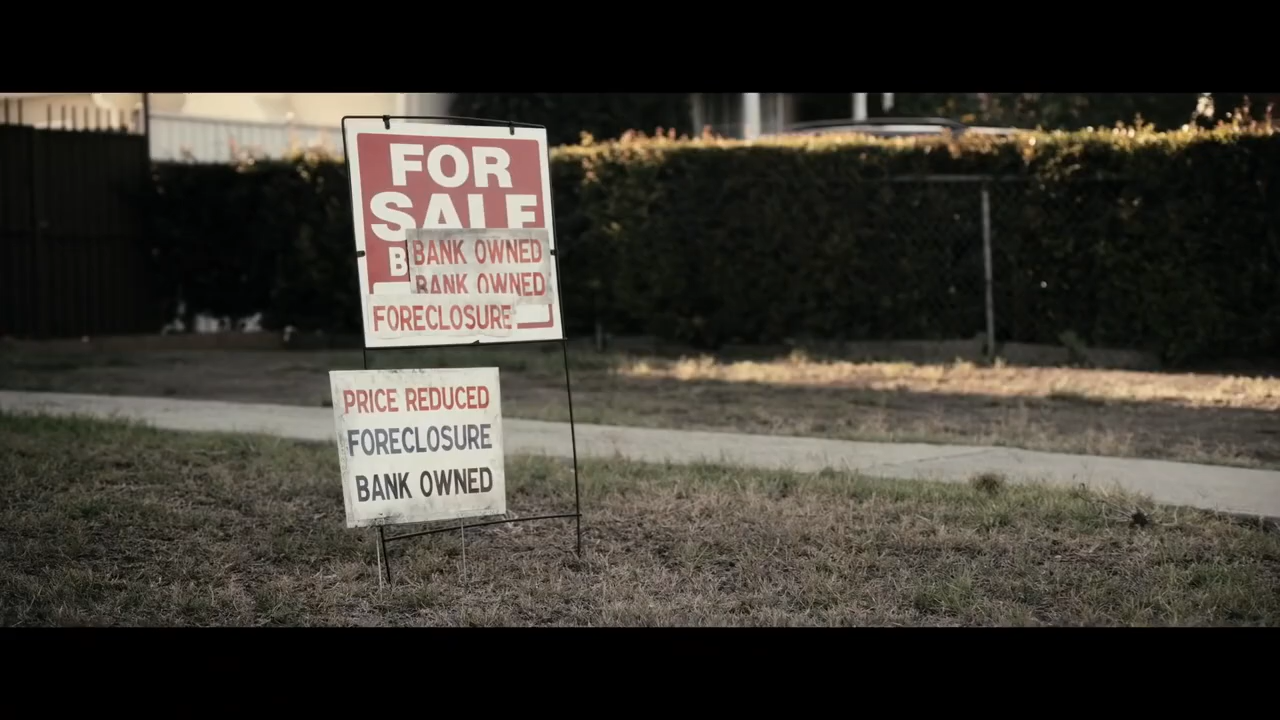 FOR
SALE
B
BANK OWNED
BANK OWNED
FORECLOSURE
PRICE REDUCED
FORECLOSURE
BANK OWNED